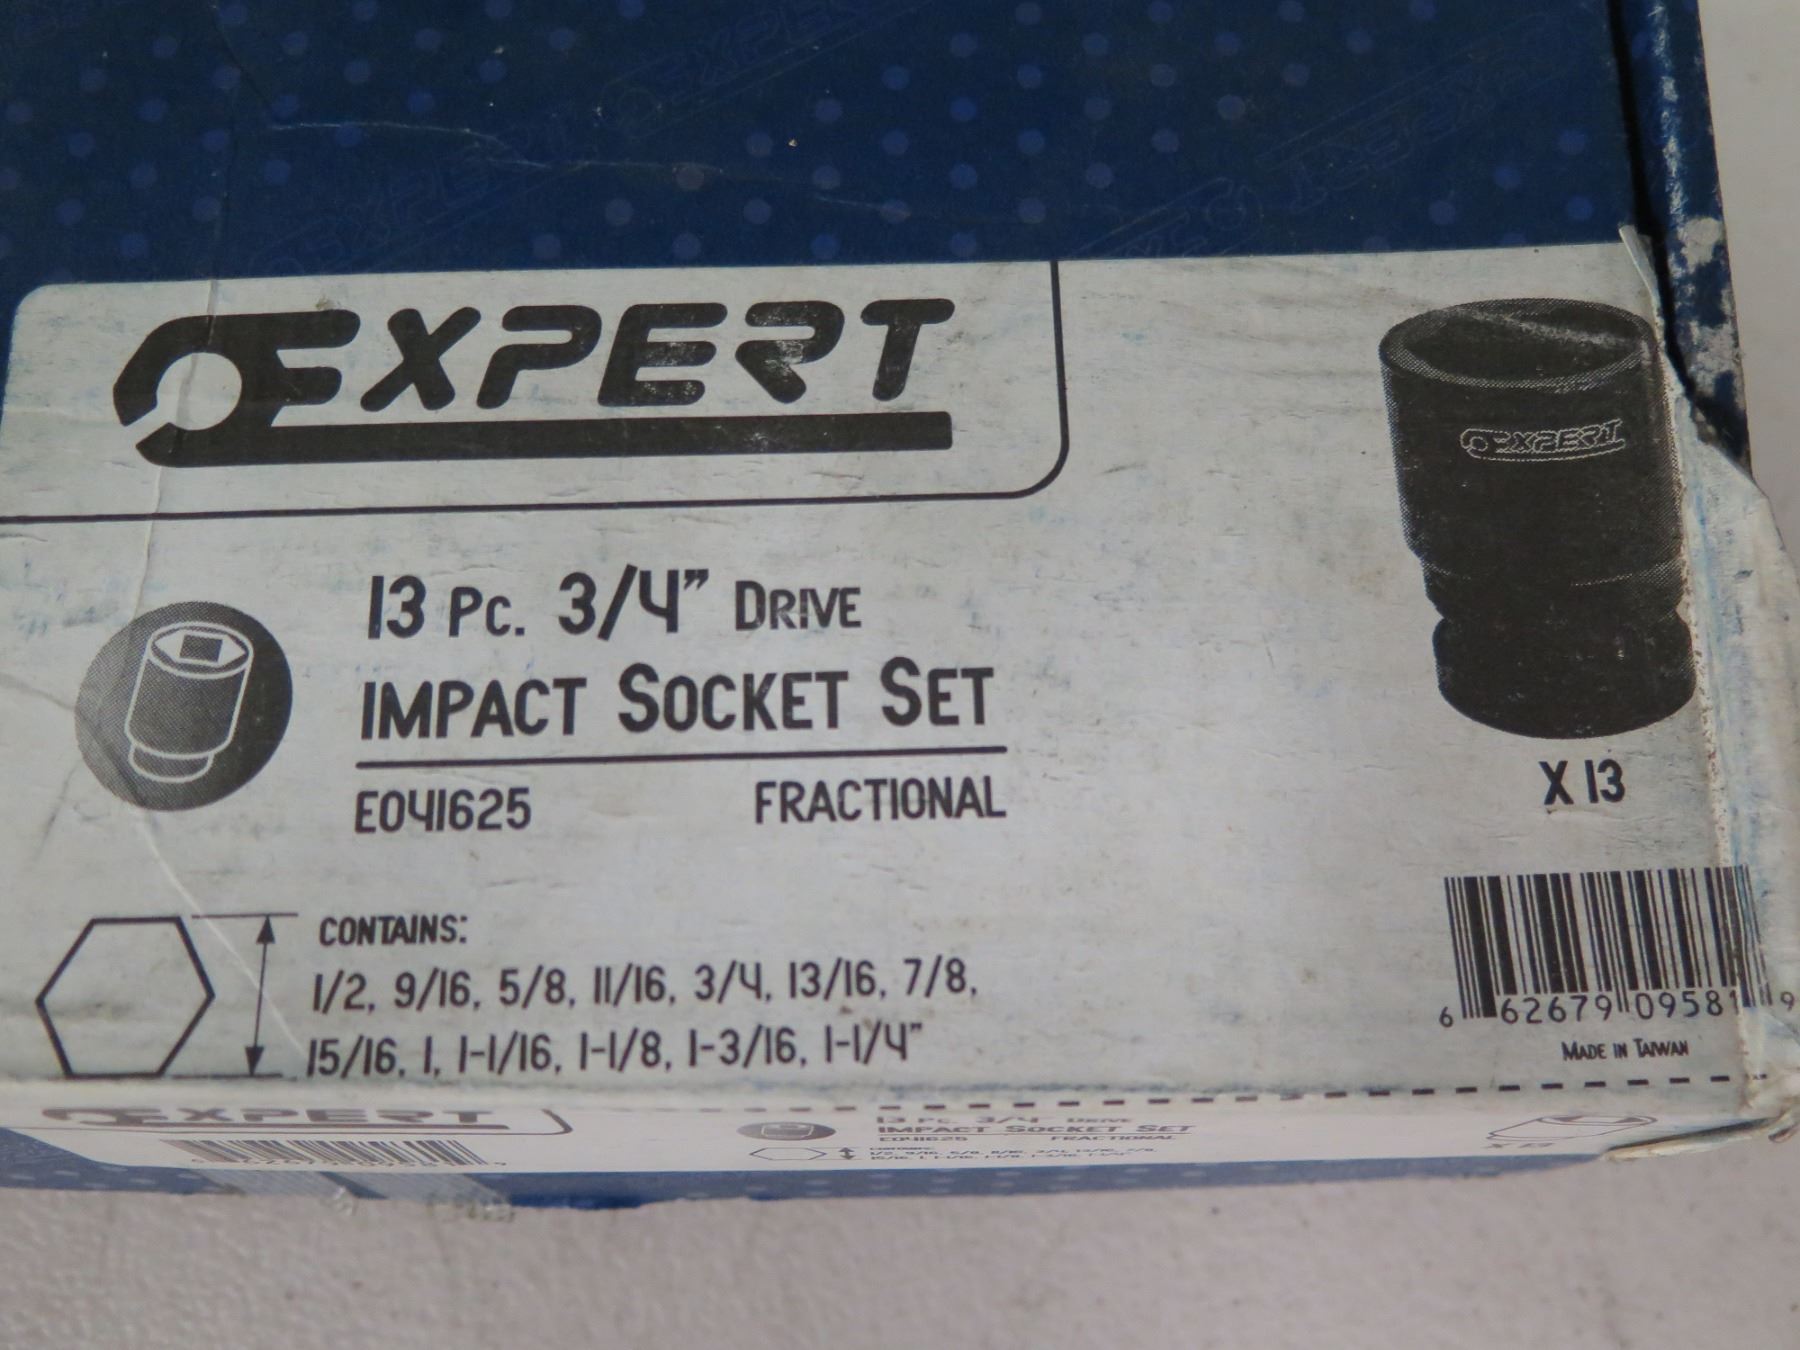 EXPERT
EXPERT
13 Pc. 3/4" DRIVE
IMPACT SOCKET SET
E041625 FRACTIONAL
X 13
CONTAINS:
1/2, 9/16, 5/8, 11/16, 3/4, 13/16, 7/8,
15/16, 1, 1-1/16, 1-1/8, 1-3/16, 1-1/4"
6 62679 09581 9
MADE IN TAIWAN
EXPERT
13 Pc. 3/4" DRIVE
IMPACT SOCKET SET
E041625 FRACTIONAL